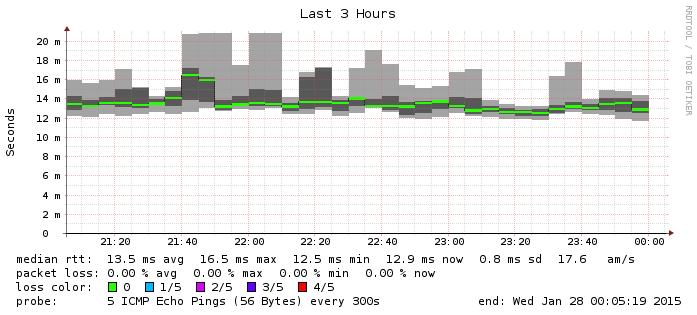 Last 3 Hours
RRDTOOL / TOBI OETIKER
Seconds
20 m
18 m
16 m
14 m
12 m
10 m
8 m
6 m
4 m
2 m
0
21:20 21:40 22:00 22:20 22:40 23:00 23:20 23:40 00:00
median rtt: 13.5 ms avg 16.5 ms max 12.5 ms min 12.9 ms now 0.8 ms sd 17.6 am/s
packet loss: 0.00 % avg 0.00 % max 0.00 % min 0.00 % now
loss color: 0 1/5 2/5 3/5 4/5
probe: 5 ICMP Echo Pings (56 Bytes) every 300s end: Wed Jan 28 00:05:19 2015